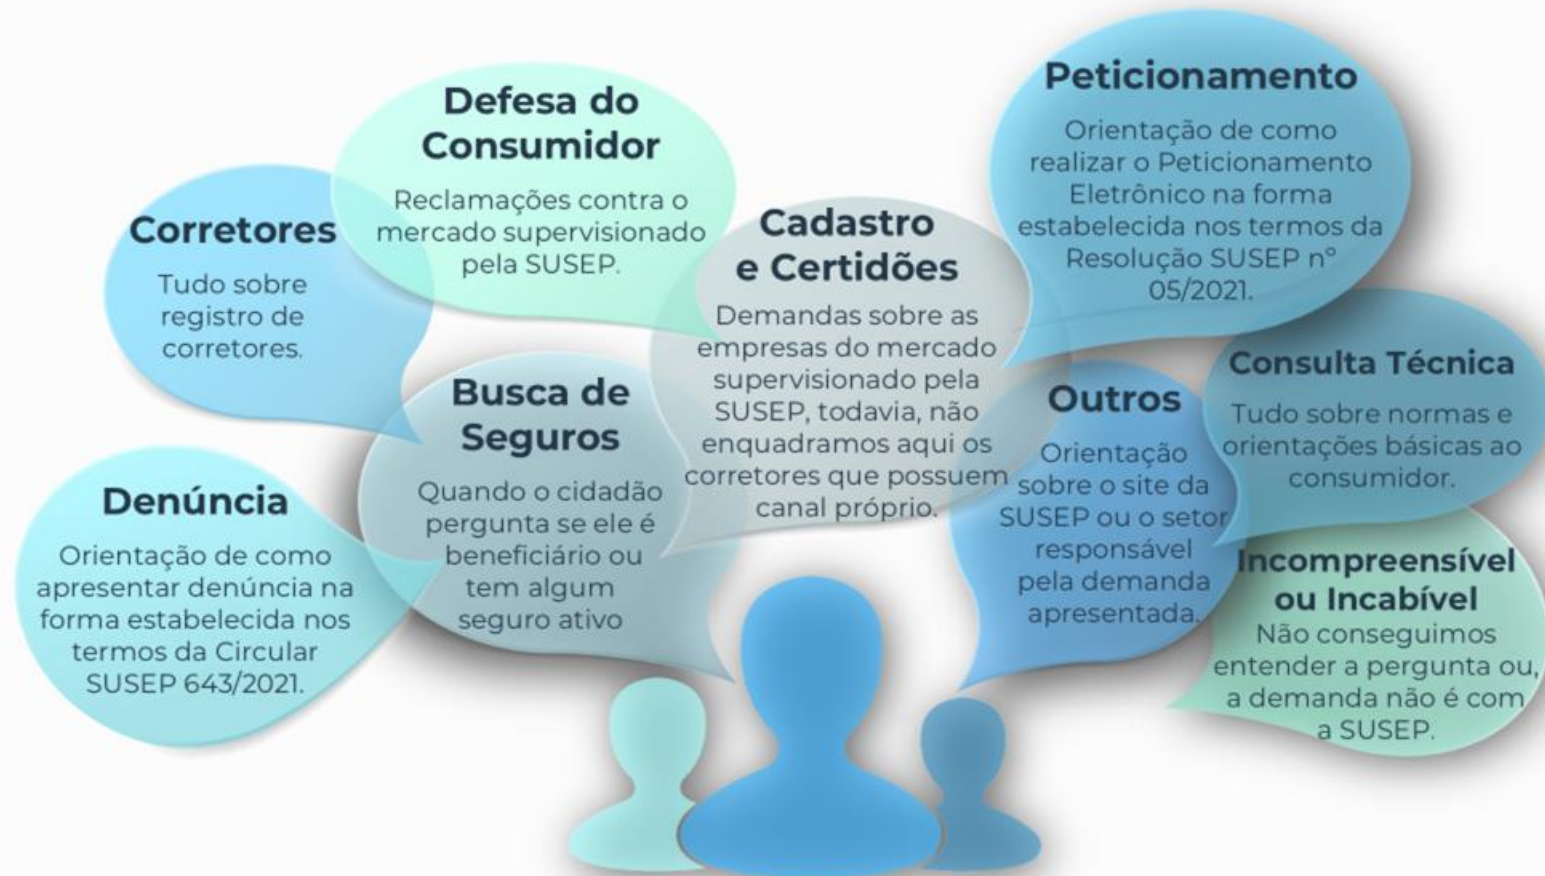 Corretores
Tudo sobre
registro de
corretores.
Defesa do
Consumidor
Reclamações contra o
mercado supervisionado
pela SUSEP.
Cadastro
e Certidões
Demandas sobre as
empresas do mercado
supervisionado pela
SUSEP, todavia, não
enquadramos aqui os
corretores que possuem
canal próprio.
Peticionamento
Orientação de como
realizar o Peticionamento
Eletrônico na forma
estabelecida nos termos da
Resolução SUSEP nº
05/2021.
Denúncia
Orientação de como
apresentar denúncia na
forma estabelecida nos
termos da Circular
SUSEP 643/2021.
Busca de
Seguros
Quando o cidadão
pergunta se ele é
beneficiário ou
tem algum
seguro ativo
Outros
Orientação
sobre o site da
SUSEP ou o setor
responsável
pela demanda
apresentada.
Consulta Técnica
Tudo sobre normas e
orientações básicas ao
consumidor.
Incompreensível
ou Incabível
Não conseguimos
entender a pergunta ou,
a demanda não é com
a SUSEP.